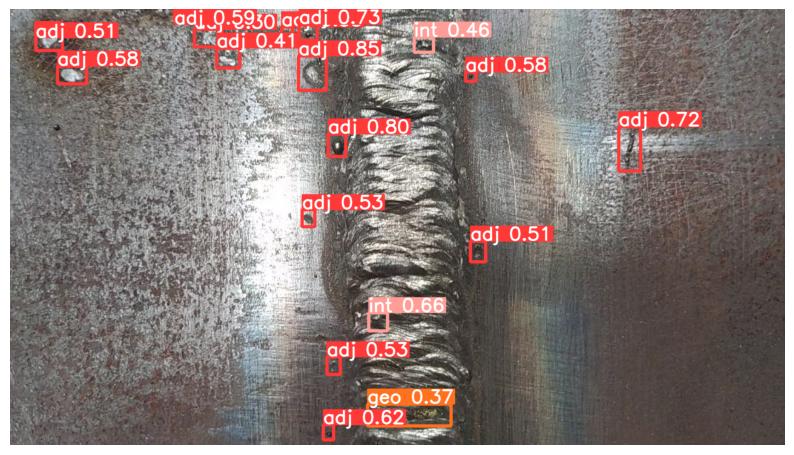 adj 0.59
adj 0.73
adj 0.51
int 0.46
adj 0.41
adj 0.85
adj 0.58
adj 0.58
adj 0.72
adj 0.80
adj 0.53
adj 0.51
int 0.66
adj 0.53
geo 0.37
adj 0.62